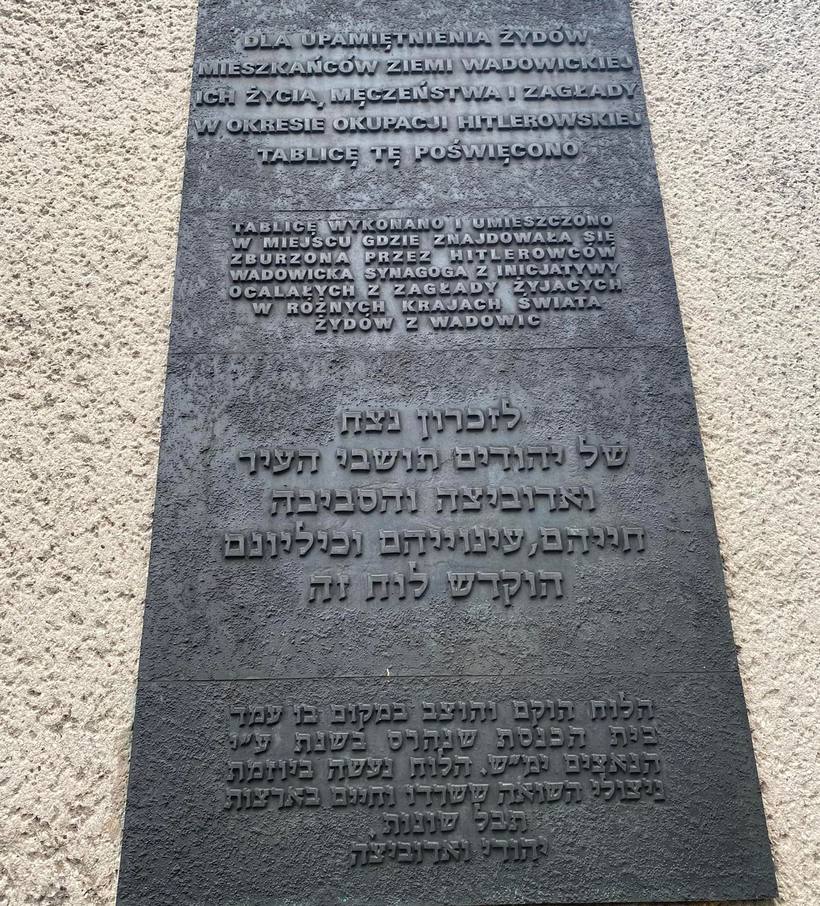 DLA UPAMIĘTNIENIA ŻYDÓW
MIESZKAŃCÓW ZIEMI WADOWICKIEJ
ICH ŻYCIA, MĘCZEŃSTWA I ZAGŁADY
W OKRESIE OKUPACJI HITLEROWSKIEJ
TABLICĘ TĘ POŚWIĘCONO
TABLICĘ WYKONANO I UMIESZCZONO
W MIEJSCU GDZIE ZNAJDOWAŁA SIĘ
ZBURZONA PRZEZ HITLEROWCÓW
WADOWICKA SYNAGOGA Z INICJATYWY
OCALAŁYCH Z ZAGŁADY ŻYJĄCYCH
W RÓŻNYCH KRAJACH ŚWIATA
ŻYDÓW Z WADOWIC
לזכרון נצח
של יהודים תושבי העיר
ואדוביצה והסביבה
חייהם, עינוייהם וכיליונם
הוקדש לוח זה
הלוח הוקם והוצב במקום בו עמד
בית הכנסת שנהרס בשנת ע״י
הנאצים ימ״ש. הלוח נעשה ביוזמת
ניצולי השואה ששרדו וחיים בארצות
תבל שונות,
יהודי ואדוביצה